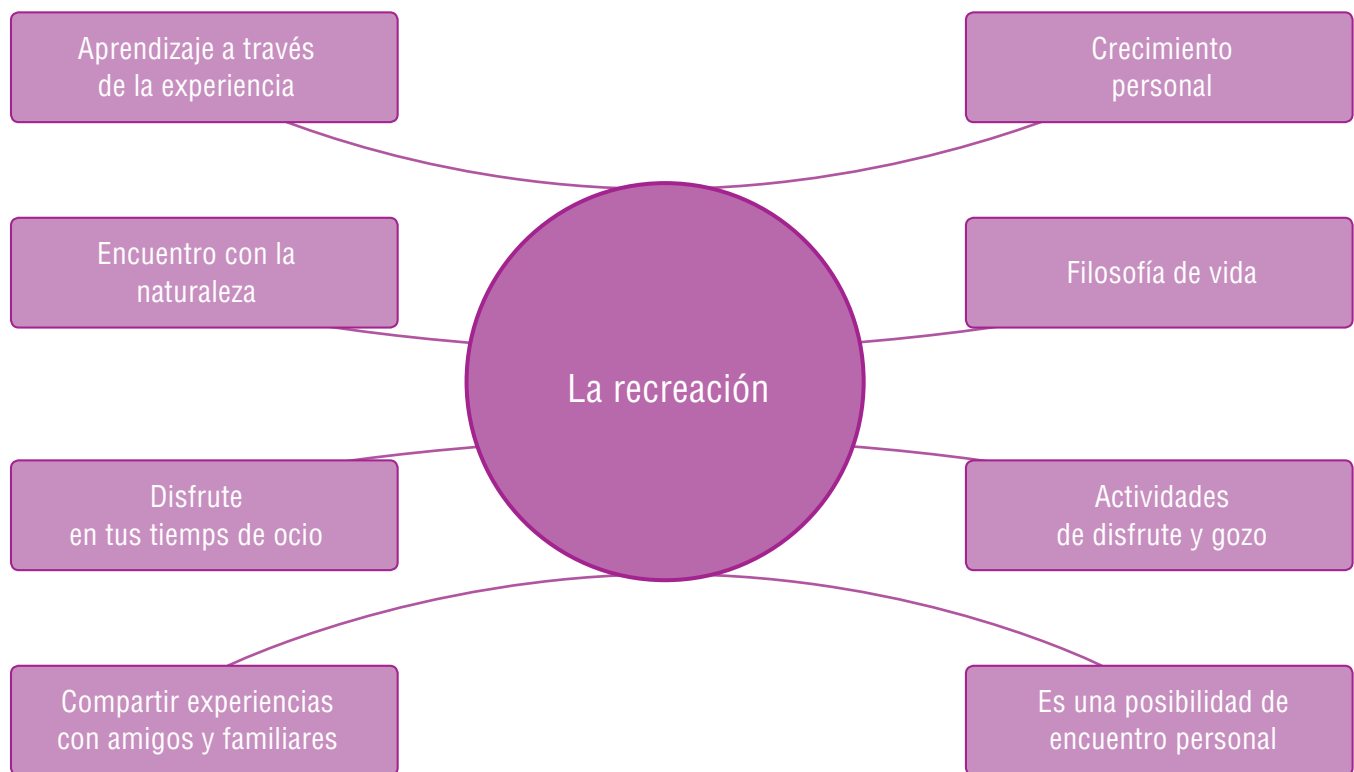 Aprendizaje a través
de la experiencia
Crecimiento
personal
Encuentro con la
naturaleza
Filosofía de vida
La recreación
Disfrute
en tus tiemps de ocio
Actividades
de disfrute y gozo
Compartir experiencias
con amigos y familiares
Es una posibilidad de
encuentro personal